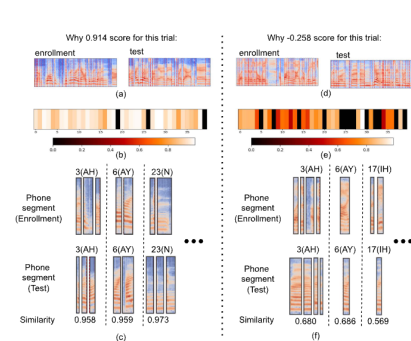 Why 0.914 score for this trial:
enrollment test
(a)
0 5 10 15 20 25 30 35
0.0 0.2 0.4 0.6 0.8
(b)
3(AH) 6(AY) 23(N)
Phone
segment
(Enrollment)
3(AH) 6(AY) 23(N)
Phone
segment
(Test)
Similarity 0.958 0.959 0.973
(c)
Why -0.258 score for this trial:
enrollment test
(d)
0 5 10 15 20 25 30 35
0.0 0.2 0.4 0.6 0.8
(e)
3(AH) 6(AY) 17(IH)
Phone
segment
(Enrollment)
3(AH) 6(AY) 17(IH)
Phone
segment
(Test)
Similarity 0.680 0.686 0.569
(f)